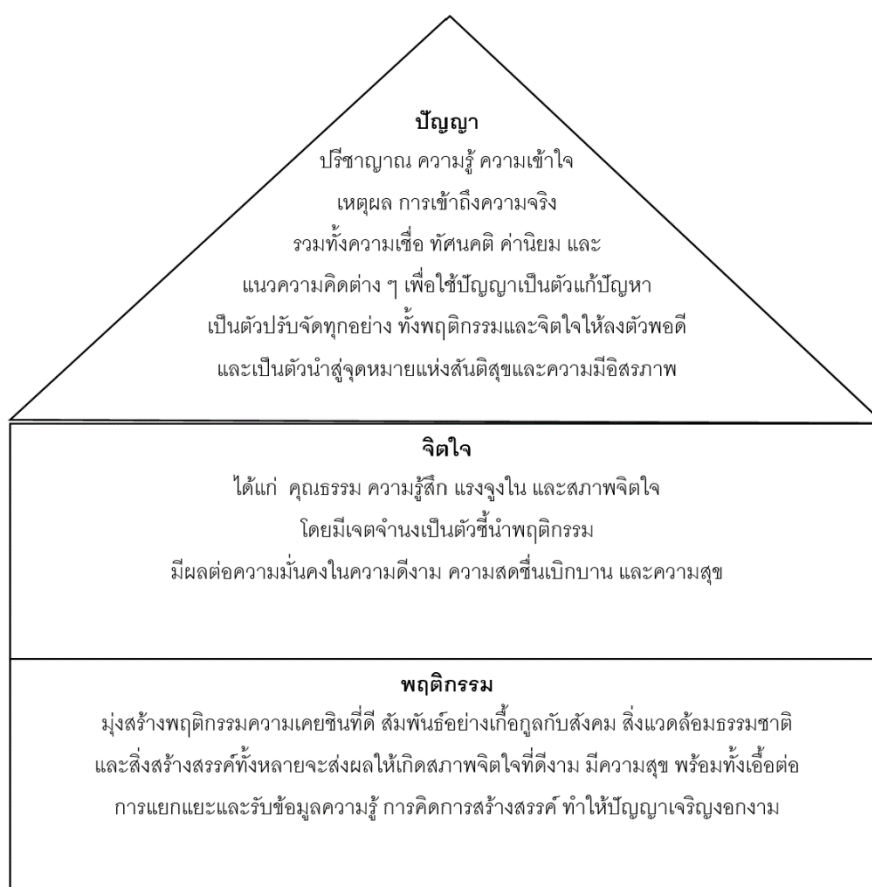 ปัญญา
ปรีชาญาณ ความรู้ ความเข้าใจ
เหตุผล การเข้าถึงความจริง
รวมทั้งความเชื่อ ทัศนคติ ค่านิยม และ
แนวความคิดต่าง ๆ เพื่อใช้ปัญญาเป็นตัวแก้ปัญหา
เป็นตัวปรับจัดทุกอย่าง ทั้งพฤติกรรมและจิตใจให้ลงตัวพอดี
และเป็นตัวนำสู่จุดหมายแห่งสันติสุขและความมีอิสรภาพ
จิตใจ
ได้แก่ คุณธรรม ความรู้สึก แรงจูงใน และสภาพจิตใจ
โดยมีเจตจำนงเป็นตัวชี้นำพฤติกรรม
มีผลต่อความมั่นคงในความดีงาม ความสดชื่นเบิกบาน และความสุข
พฤติกรรม
มุ่งสร้างพฤติกรรมความเคยชินที่ดี สัมพันธ์อย่างเกื้อกูลกับสังคม สิ่งแวดล้อมธรรมชาติ
และสิ่งสร้างสรรค์ทั้งหลายจะส่งผลให้เกิดสภาพจิตใจที่ดีงาม มีความสุข พร้อมทั้งเอื้อต่อ
การแยกแยะและรับข้อมูลความรู้ การคิดการสร้างสรรค์ ทำให้ปัญญาเจริญงอกงาม